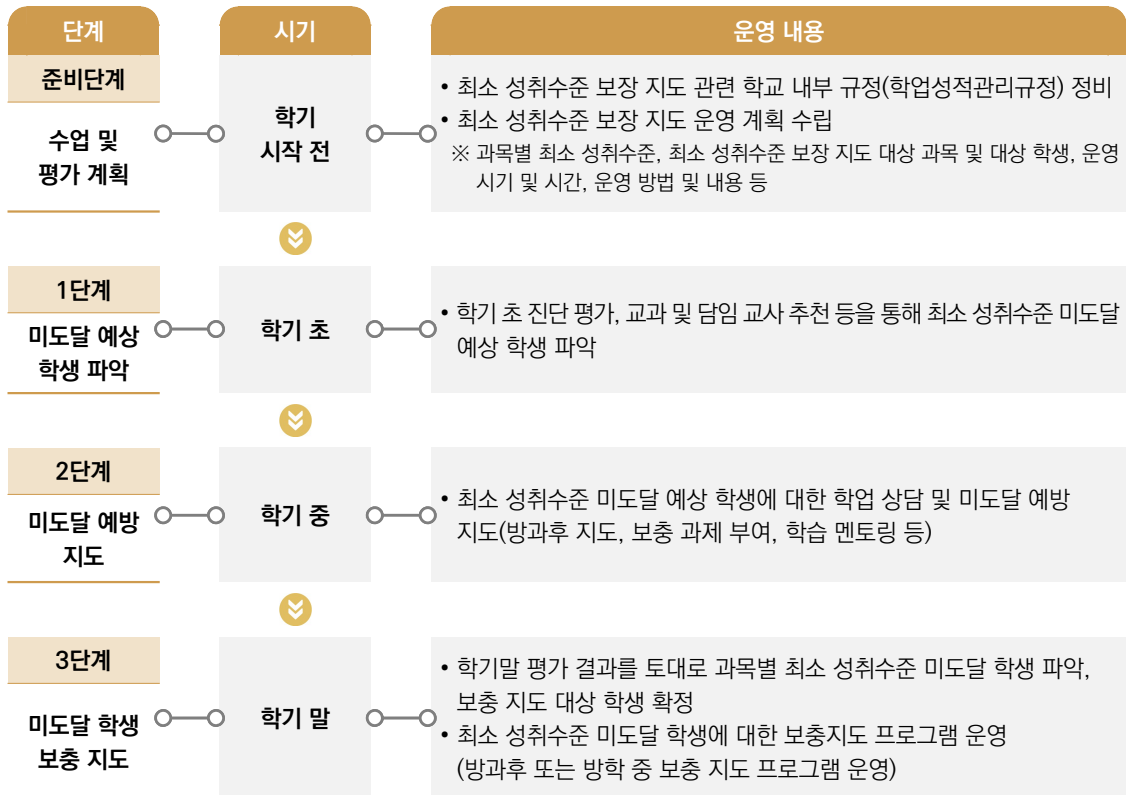 단계
시기
운영 내용
준비단계
수업 및
평가 계획
학기
시작 전
• 최소 성취수준 보장 지도 관련 학교 내부 규정(학업성적관리규정) 정비
• 최소 성취수준 보장 지도 운영 계획 수립
※ 과목별 최소 성취수준, 최소 성취수준 보장 지도 대상 과목 및 대상 학생, 운영
시기 및 시간, 운영 방법 및 내용 등
1단계
미도달 예상
학생 파악
학기 초
• 학기 초 진단 평가, 교과 및 담임 교사 추천 등을 통해 최소 성취수준 미도달
예상 학생 파악
2단계
미도달 예방
지도
학기 중
• 최소 성취수준 미도달 예상 학생에 대한 학업 상담 및 미도달 예방
지도(방과후 지도, 보충 과제 부여, 학습 멘토링 등)
3단계
미도달 학생
보충 지도
학기 말
• 학기말 평가 결과를 토대로 과목별 최소 성취수준 미도달 학생 파악,
보충 지도 대상 학생 확정
• 최소 성취수준 미도달 학생에 대한 보충지도 프로그램 운영
(방과후 또는 방학 중 보충 지도 프로그램 운영)